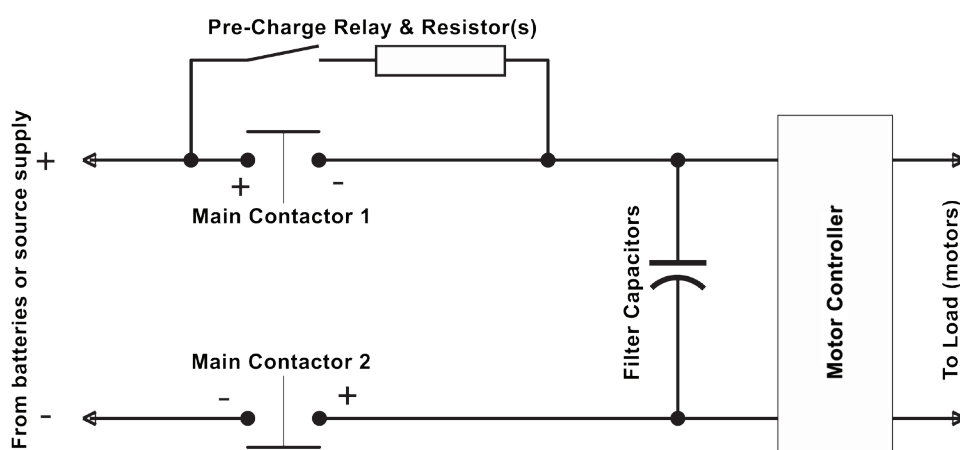 Pre-Charge Relay & Resistor(s)
From batteries or source supply
+
+
-
Main Contactor 1
Filter Capacitors
Motor Controller
To Load (motors)
Main Contactor 2
-
+
-